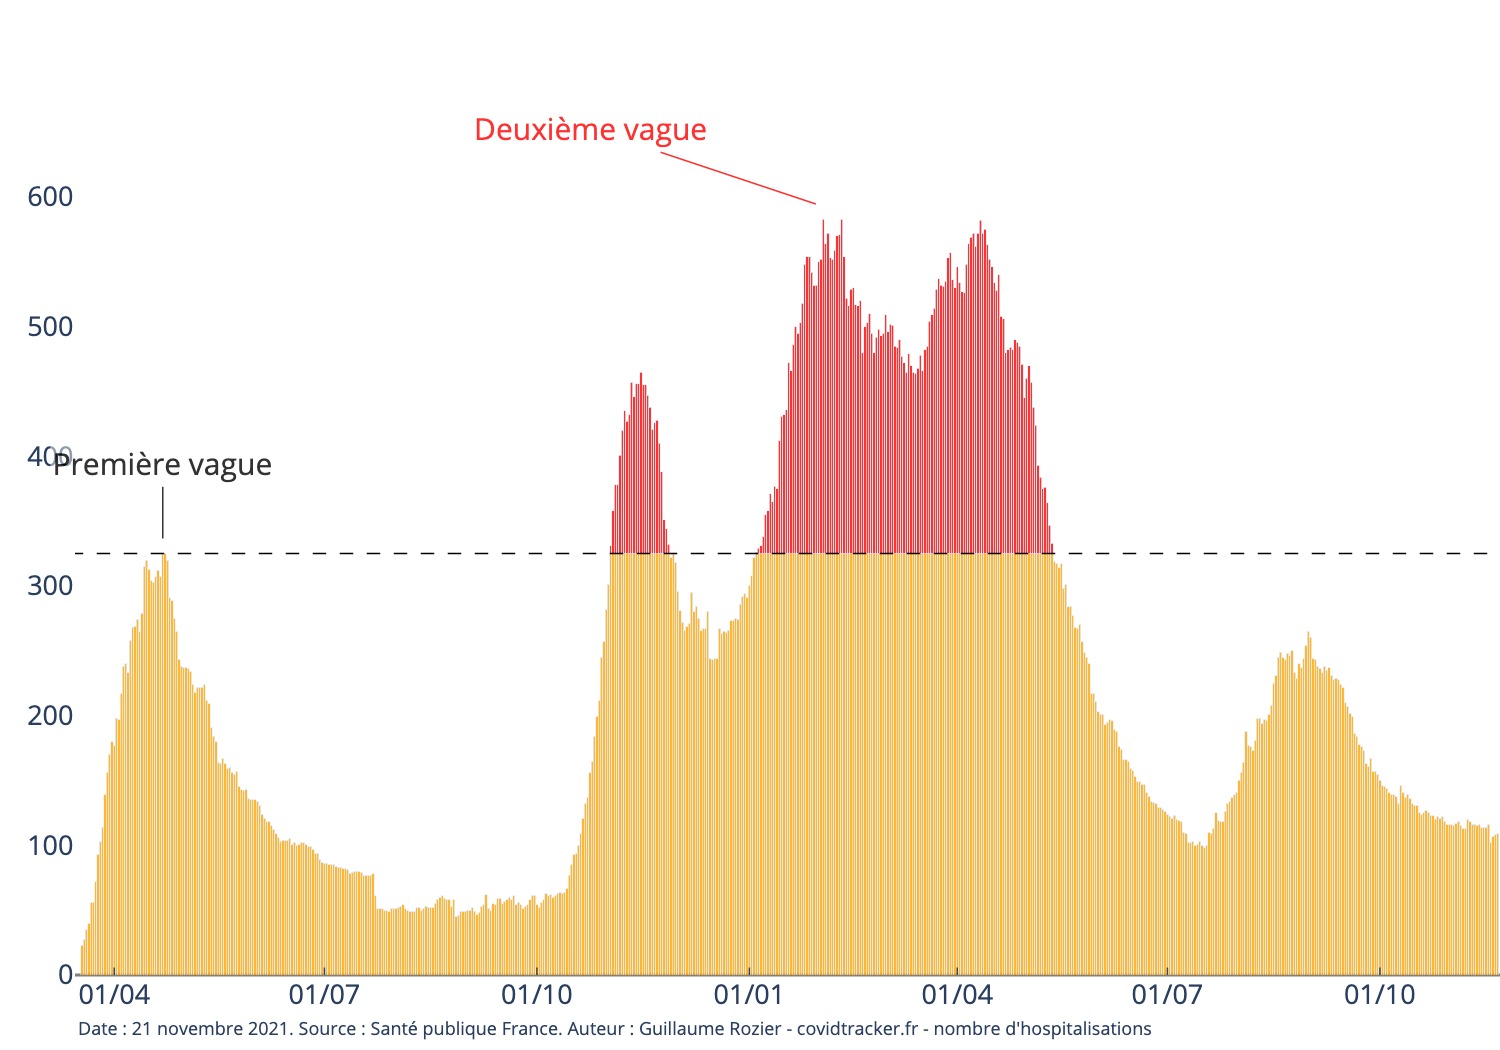 Deuxième vague
600
500
400
Première vague
300
200
100
0
01/04 01/07 01/10 01/01 01/04 01/07 01/10
Date : 21 novembre 2021. Source : Santé publique France. Auteur : Guillaume Rozier - covidtracker.fr - nombre d'hospitalisations